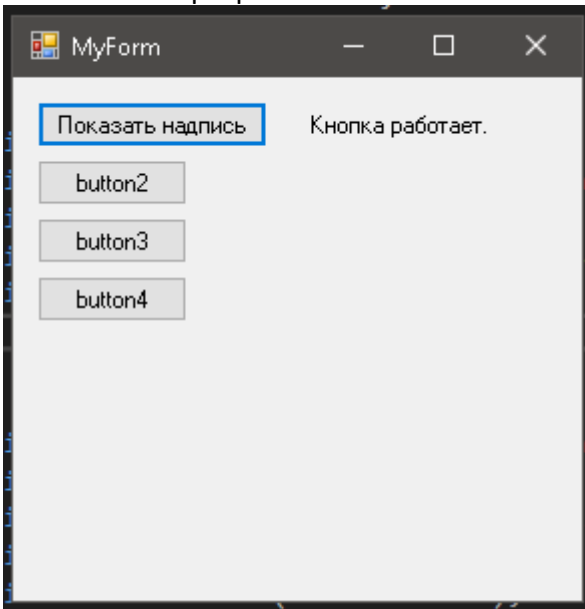 MyForm
Показать надпись Кнопка работает.
button2
button3
button4